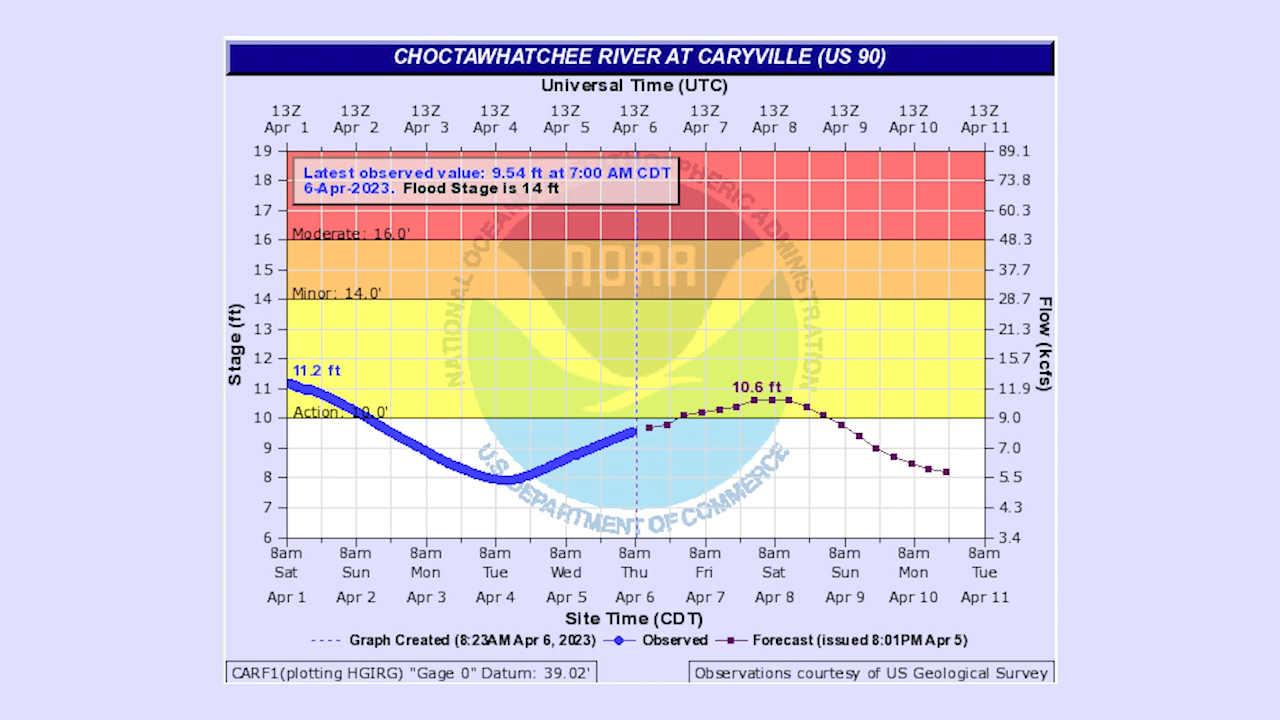 CHOCTAWHATCHEE RIVER AT CARYVILLE (US 90)
Universal Time (UTC)
13Z 13Z 13Z 13Z 13Z 13Z 13Z 13Z 13Z 13Z 13Z
Apr 1 Apr 2 Apr 3 Apr 4 Apr 5 Apr 6 Apr 7 Apr 8 Apr 9 Apr 10 Apr 11
19 89.1
Latest observed value: 9.54 ft at 7:00 AM CDT
18 73.8
6-Apr-2023. Flood Stage is 14 ft
17 60.3
Moderate: 16.0'
16 48.3
NOAA
15 37.7
Minor: 14.0'
14 28.7
13 21.3
12 15.7
11.2 ft
11 11.9
10.6 ft
Action: 10.0'
10 9.0
9 7.0
8 5.5
7 4.3
6 3.4
Stage (ft)
Flow (kcfs)
NATIONAL OCEANIC AND ATMOSPHERIC ADMINISTRATION
U.S. DEPARTMENT OF COMMERCE
8am 8am 8am 8am 8am 8am 8am 8am 8am 8am 8am
Sat Sun Mon Tue Wed Thu Fri Sat Sun Mon Tue
Apr 1 Apr 2 Apr 3 Apr 4 Apr 5 Apr 6 Apr 7 Apr 8 Apr 9 Apr 10 Apr 11
Site Time (CDT)
Graph Created (8:23AM Apr 6, 2023) Observed Forecast (issued 8:01PM Apr 5)
CARF1(plotting HGIRG) "Gage 0" Datum: 39.02'
Observations courtesy of US Geological Survey